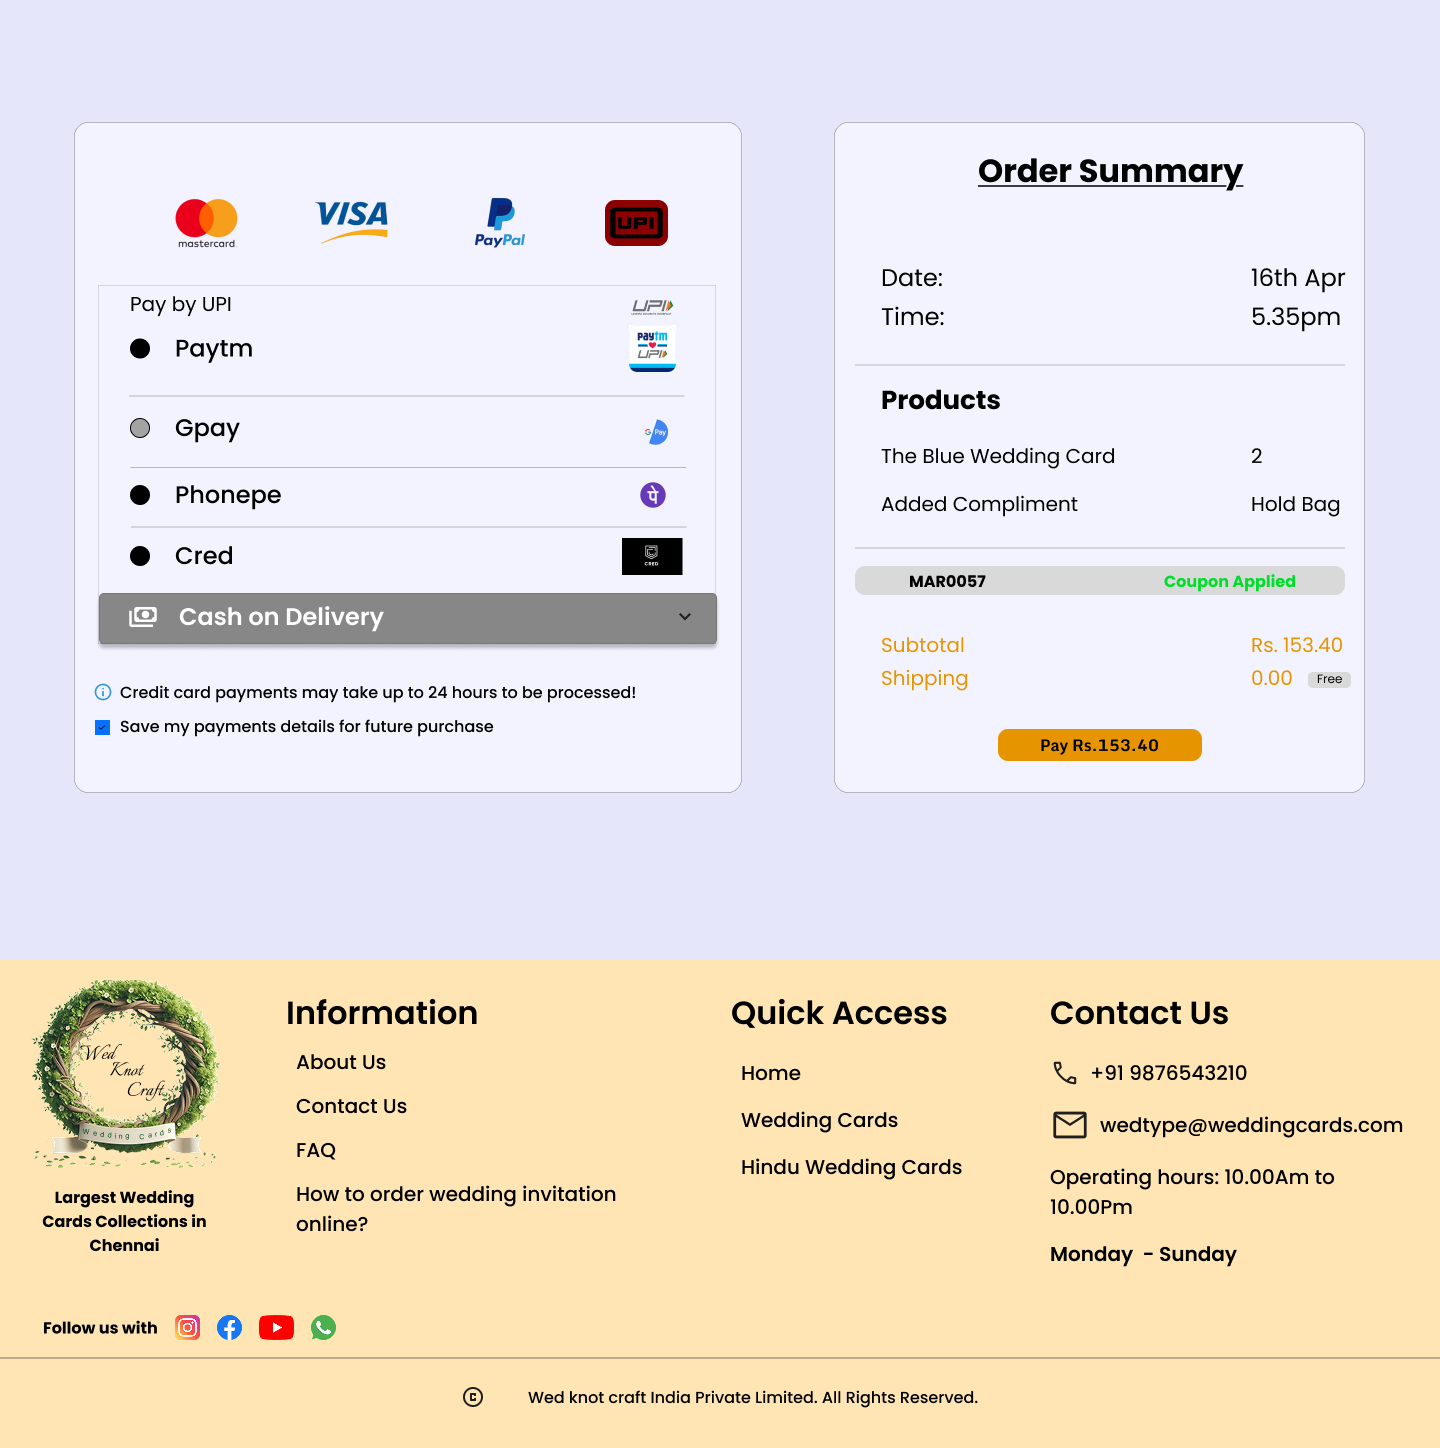 mastercard
VISA
PayPal
UPI
Pay by UPI
UPI
Paytm
paytm
UPI
Gpay
G Pay
Phonepe
पे
Cred
CRED
Cash on Delivery
Credit card payments may take up to 24 hours to be processed!
Save my payments details for future purchase
Order Summary
Date: 16th Apr
Time: 5.35pm
Products
The Blue Wedding Card 2
Added Compliment Hold Bag
MAR0057 Coupon Applied
Subtotal Rs. 153.40
Shipping 0.00 Free
Pay Rs.153.40
Wed
Knot
Craft
Wedding Cards
Largest Wedding
Cards Collections in
Chennai
Information
About Us
Contact Us
FAQ
How to order wedding invitation
online?
Quick Access
Home
Wedding Cards
Hindu Wedding Cards
Contact Us
+91 9876543210
wedtype@weddingcards.com
Operating hours: 10.00Am to
10.00Pm
Monday - Sunday
Follow us with
© Wed knot craft India Private Limited. All Rights Reserved.